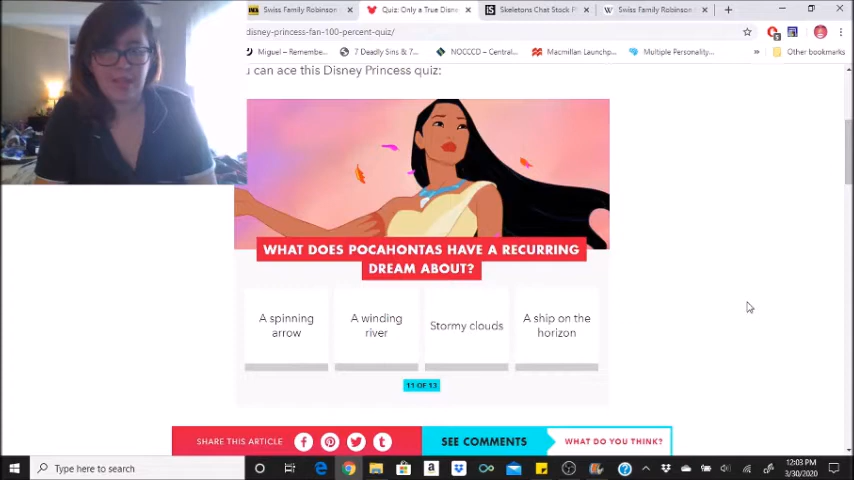 Swiss Family Robinson
Quiz: Only a True Disne
Skeletons Chat Stock P
Swiss Family Robinson
disney-princess-fan-100-percent-quiz/
Miguel – Remembe...
7 Deadly Sins & 7...
NOCCCD – Central...
Macmillan Launchp...
Multiple Personality...
»
Other bookmarks
u can ace this Disney Princess quiz:
WHAT DOES POCAHONTAS HAVE A RECURRING
DREAM ABOUT?
A spinning
arrow
A winding
river
Stormy clouds
A ship on the
horizon
11 OF 13
SHARE THIS ARTICLE
SEE COMMENTS
WHAT DO YOU THINK?
Type here to search
12:03 PM
3/30/2020